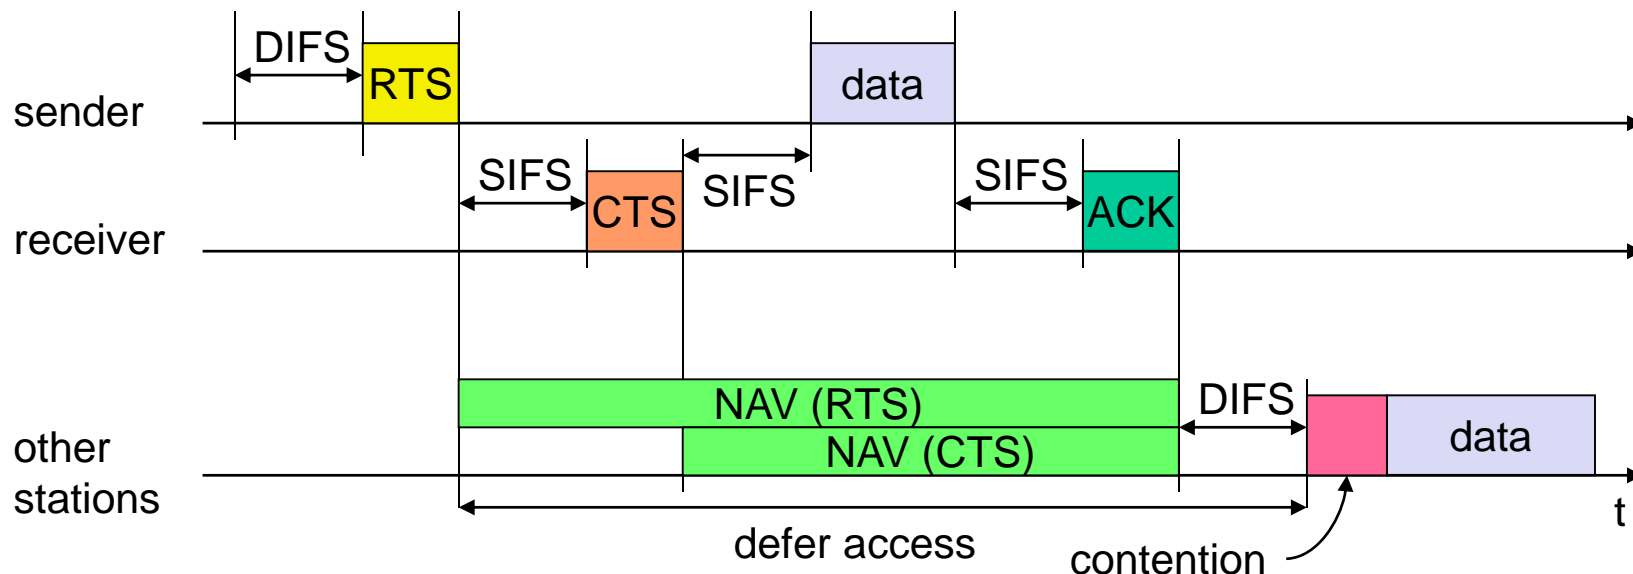 DIFS
RTS
data
sender
SIFS
CTS
SIFS
SIFS
ACK
receiver
NAV (RTS)
DIFS
NAV (CTS)
data
other
stations
t
defer access
contention